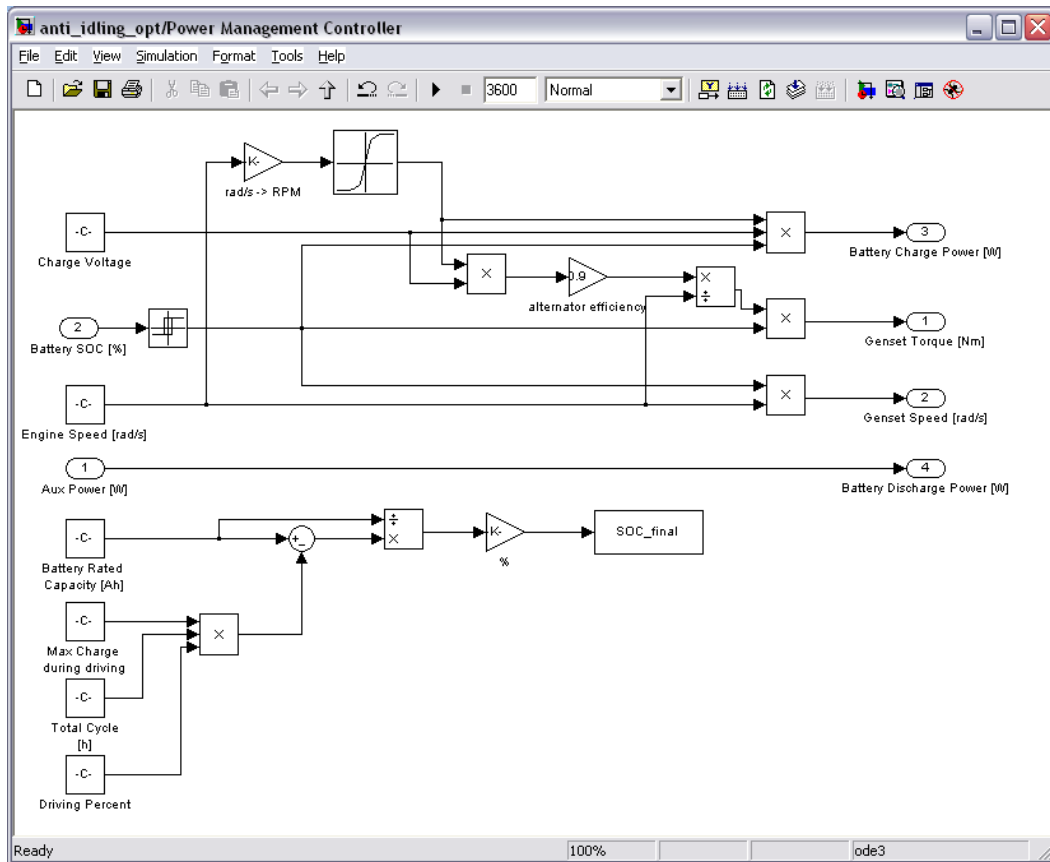 anti_idling_opt/Power Management Controller
File Edit View Simulation Format Tools Help
3600 Normal
K-
rad/s -> RPM
-C-
Charge Voltage
×
3
Battery Charge Power [W]
×
0.9
alternator efficiency
×
÷
2
Battery SOC [%]
×
1
Genset Torque [Nm]
-C-
Engine Speed [rad/s]
×
2
Genset Speed [rad/s]
1
Aux Power [W]
4
Battery Discharge Power [W]
-C-
Battery Rated
Capacity [Ah]
+
-
÷
×
K-
%
SOC_final
-C-
Max Charge
during driving
×
-C-
Total Cycle
[h]
-C-
Driving Percent
Ready 100% ode3